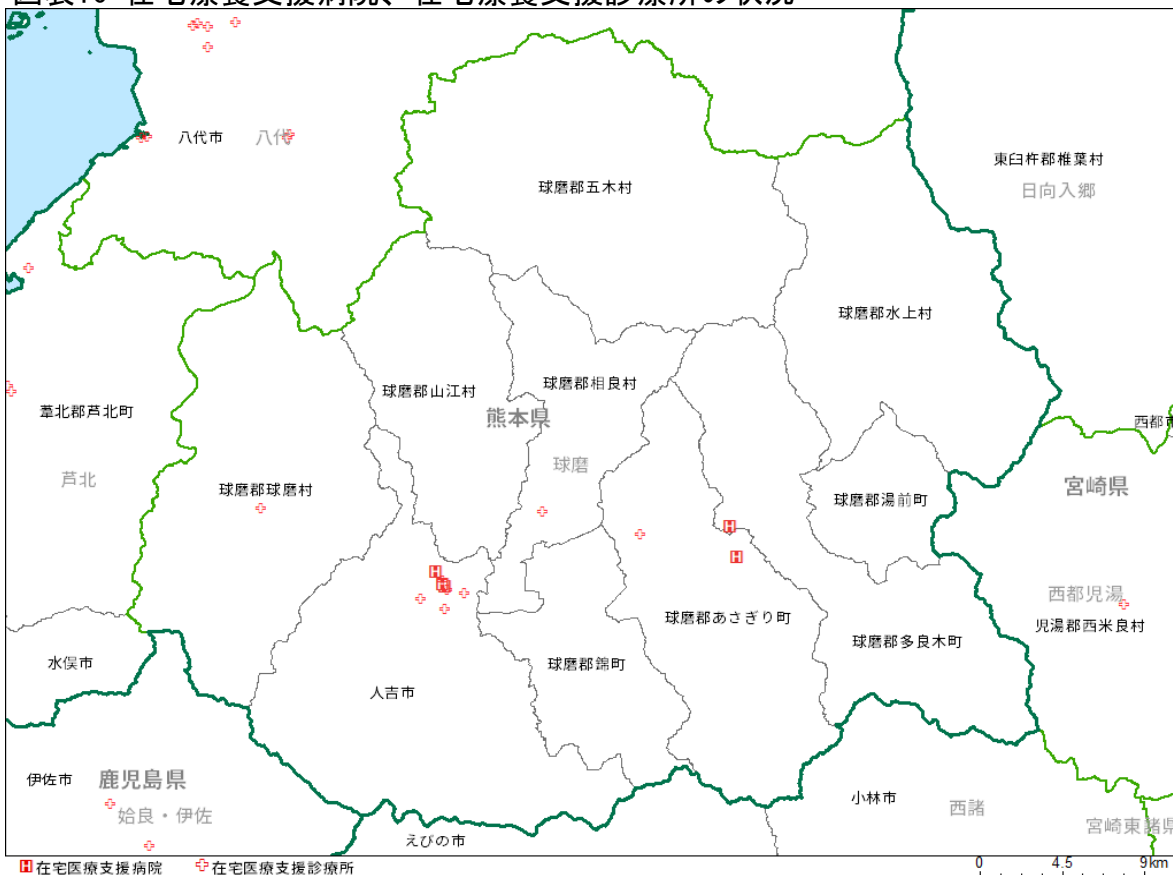 八代市
八代
東臼杵郡椎葉村
日向入郷
球磨郡五木村
球磨郡水上村
球磨郡山江村
球磨郡相良村
葦北郡芦北町
熊本県
西都市
芦北
球磨
球磨郡球磨村
球磨郡湯前町
宮崎県
西都児湯
球磨郡あさぎり町
児湯郡西米良村
球磨郡多良木町
水俣市
球磨郡錦町
人吉市
伊佐市
鹿児島県
姶良・伊佐
小林市
西諸
宮崎東諸県
えびの市
H在宅医療支援病院 在宅医療支援診療所
0 4.5 9km